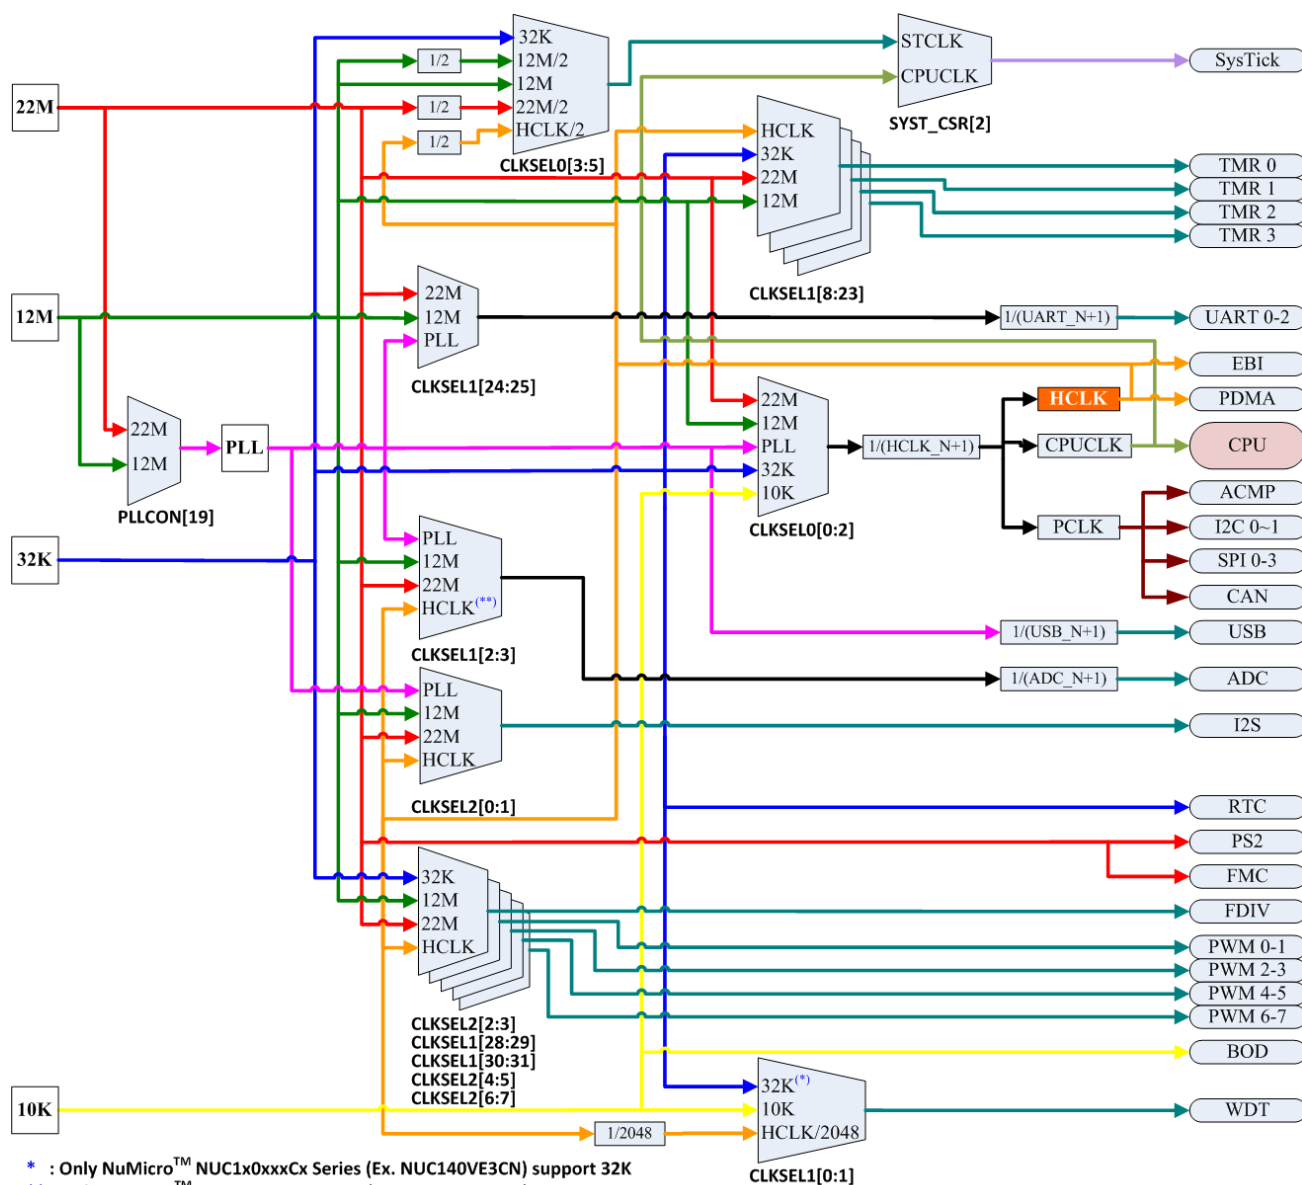 32K
12M/2
12M
22M/2
HCLK/2
CLKSEL0[3:5]
1/2
1/2
1/2
STCLK
CPUCLK
SYST_CSR[2]
SysTick
22M
HCLK
32K
22M
12M
CLKSEL1[8:23]
TMR 0
TMR 1
TMR 2
TMR 3
12M
22M
12M
PLL
CLKSEL1[24:25]
1/(UART_N+1)
UART 0-2
EBI
PDMA
22M
12M
PLLCON[19]
PLL
22M
12M
PLL
32K
10K
CLKSEL0[0:2]
1/(HCLK_N+1)
HCLK
CPUCLK
PCLK
CPU
ACMP
I2C 0~1
SPI 0-3
CAN
32K
PLL
12M
22M
HCLK(**)
CLKSEL1[2:3]
1/(USB_N+1)
USB
1/(ADC_N+1)
ADC
PLL
12M
22M
HCLK
CLKSEL2[0:1]
I2S
RTC
PS2
FMC
32K
12M
22M
HCLK
CLKSEL2[2:3]
CLKSEL1[28:29]
CLKSEL1[30:31]
CLKSEL2[4:5]
CLKSEL2[6:7]
FDIV
PWM 0-1
PWM 2-3
PWM 4-5
PWM 6-7
BOD
10K
1/2048
32K(*)
10K
HCLK/2048
CLKSEL1[0:1]
WDT
* : Only NuMicro™ NUC1x0xxxCx Series (Ex. NUC140VE3CN) support 32K